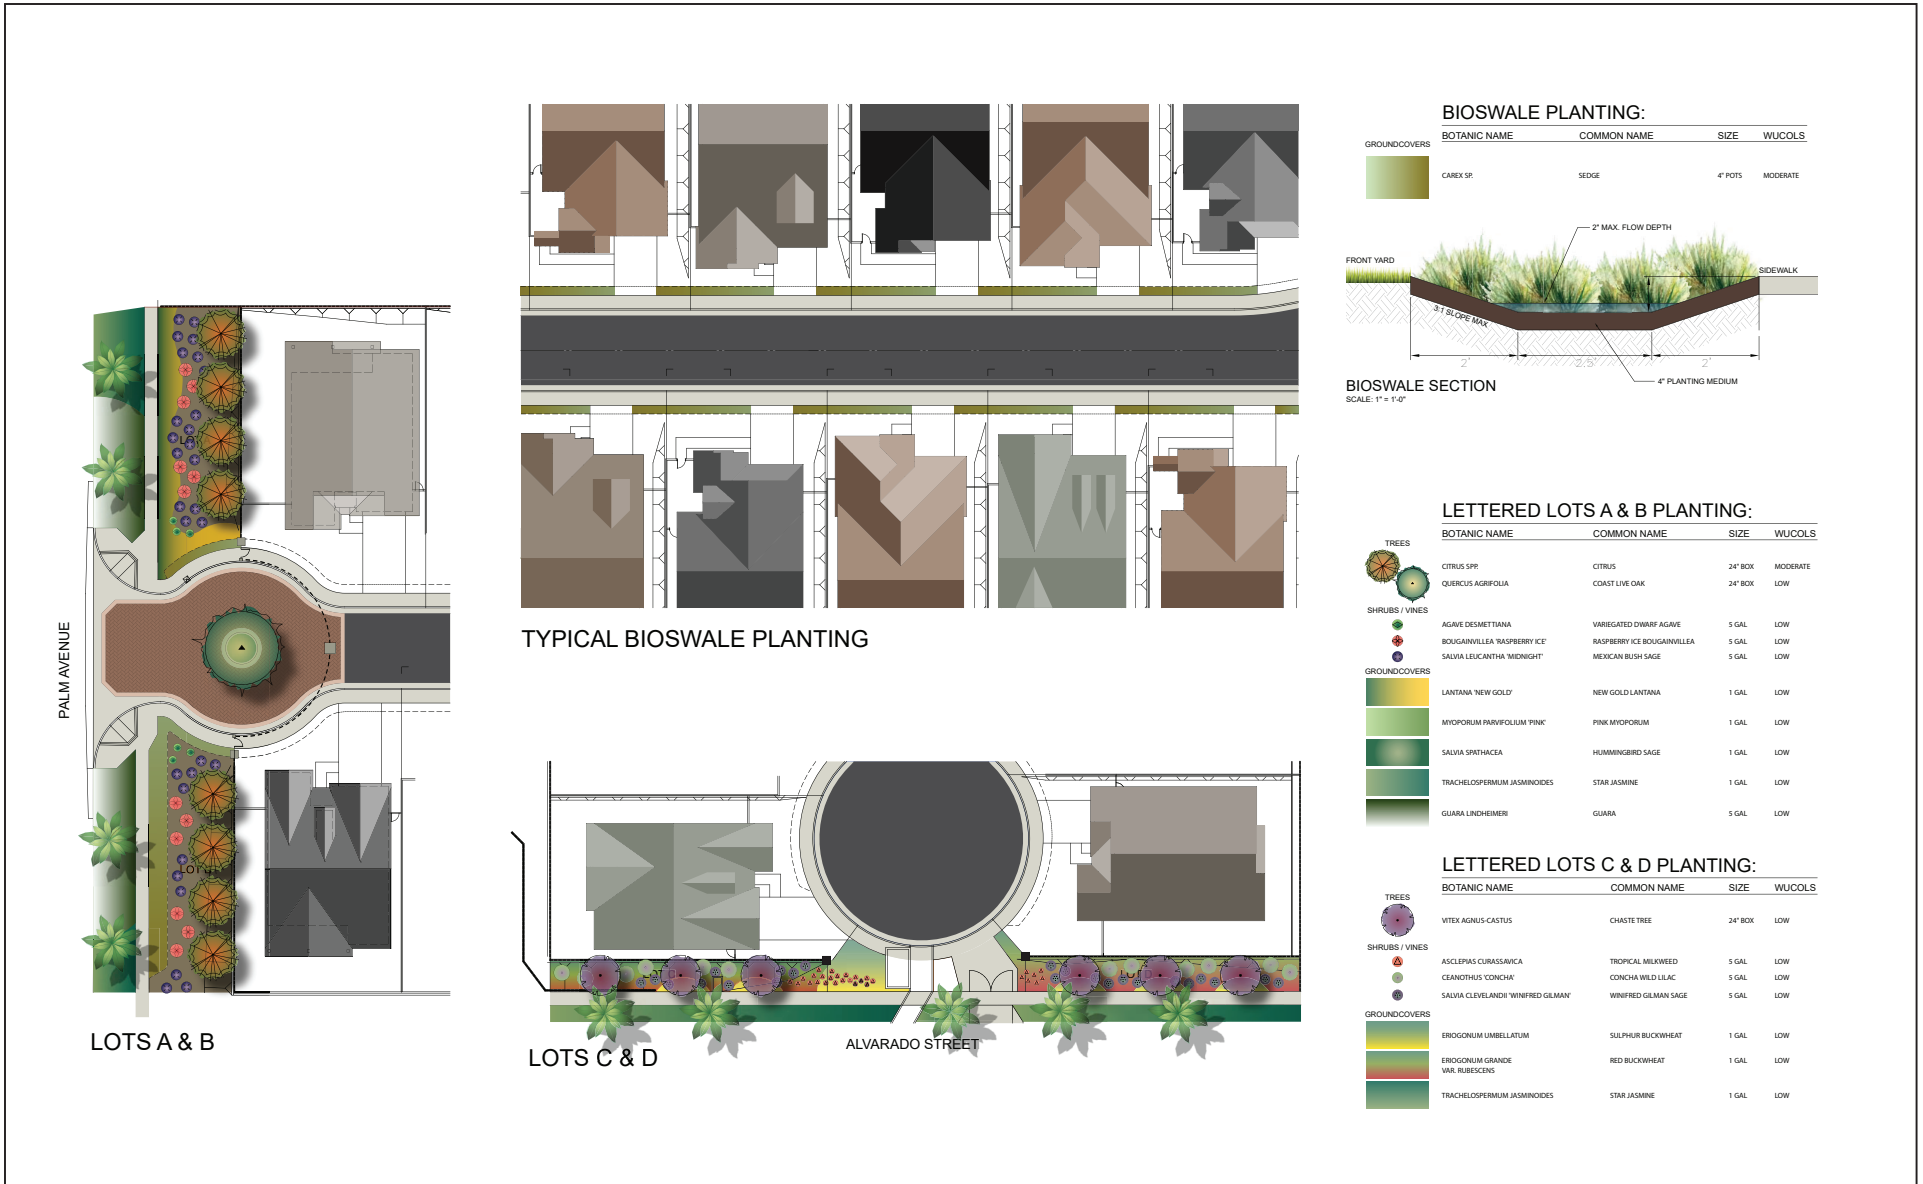 PALM AVENUE
LOTS A & B
TYPICAL BIOSWALE PLANTING
ALVARADO STREET
LOTS C & D
BIOSWALE PLANTING:
BOTANIC NAME COMMON NAME SIZE WUCOLS
GROUNDCOVERS
CAREX SP. SEDGE 4" POTS MODERATE
2" MAX. FLOW DEPTH
FRONT YARD
SIDEWALK
3:1 SLOPE MAX
2' 2.5' 2'
4" PLANTING MEDIUM
BIOSWALE SECTION
SCALE: 1" = 1'-0"
LETTERED LOTS A & B PLANTING:
BOTANIC NAME COMMON NAME SIZE WUCOLS
TREES
CITRUS SPP. CITRUS 24" BOX MODERATE
QUERCUS AGRIFOLIA COAST LIVE OAK 24" BOX LOW
SHRUBS / VINES
AGAVE DESMETTIANA VARIEGATED DWARF AGAVE 5 GAL LOW
BOUGAINVILLEA 'RASPBERRY ICE' RASPBERRY ICE BOUGAINVILLEA 5 GAL LOW
SALVIA LEUCANTHA 'MIDNIGHT' MEXICAN BUSH SAGE 5 GAL LOW
GROUNDCOVERS
LANTANA 'NEW GOLD' NEW GOLD LANTANA 1 GAL LOW
MYOPORUM PARVIFOLIUM 'PINK' PINK MYOPORUM 1 GAL LOW
SALVIA SPATHACEA HUMMINGBIRD SAGE 1 GAL LOW
TRACHELOSPERMUM JASMINOIDES STAR JASMINE 1 GAL LOW
GUARA LINDHEIMERI GUARA 5 GAL LOW
LETTERED LOTS C & D PLANTING:
BOTANIC NAME COMMON NAME SIZE WUCOLS
TREES
VITEX AGNUS-CASTUS CHASTE TREE 24" BOX LOW
SHRUBS / VINES
ASCLEPIAS CURASSAVICA TROPICAL MILKWEED 5 GAL LOW
CEANOTHUS 'CONCHA' CONCHA WILD LILAC 5 GAL LOW
SALVIA CLEVELANDII 'WINIFRED GILMAN' WINIFRED GILMAN SAGE 5 GAL LOW
GROUNDCOVERS
ERIOGONUM UMBELLATUM SULPHUR BUCKWHEAT 1 GAL LOW
ERIOGONUM GRANDE RED BUCKWHEAT 1 GAL LOW
VAR. RUBESCENS
TRACHELOSPERMUM JASMINOIDES STAR JASMINE 1 GAL LOW